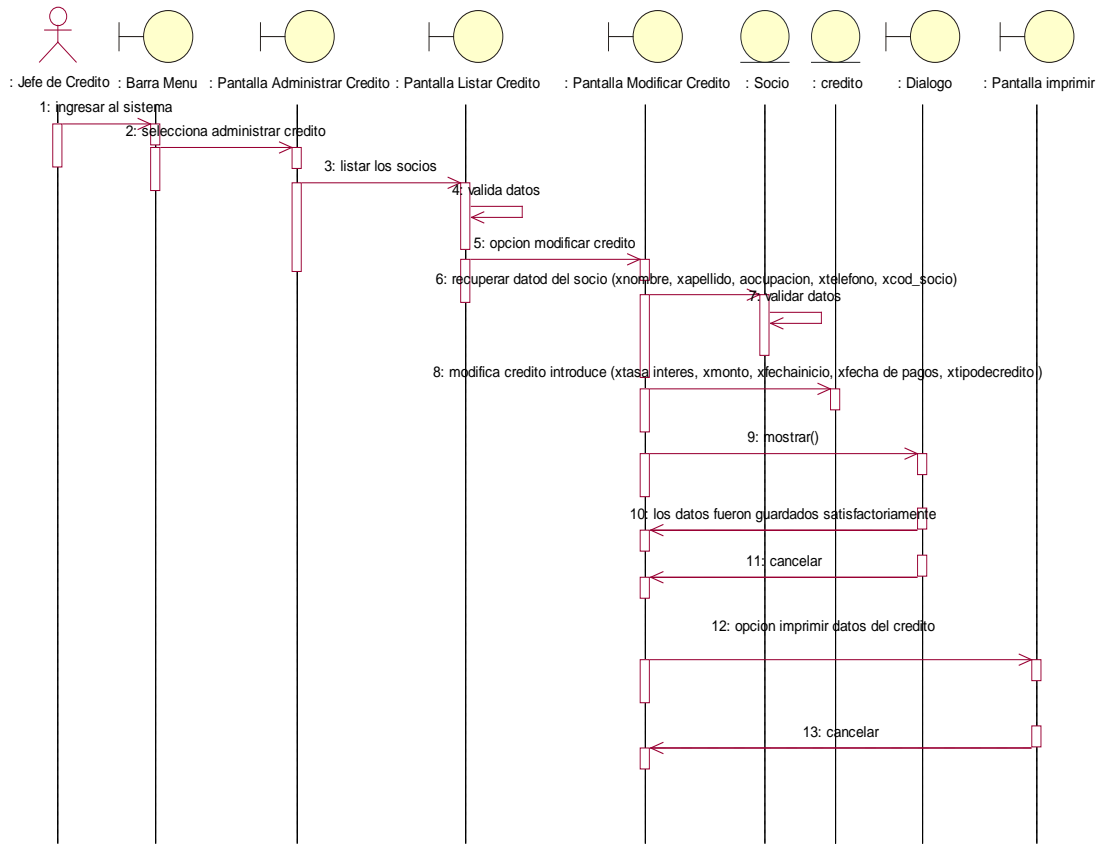 : Jefe de Credito
: Barra Menu
: Pantalla Administrar Credito
: Pantalla Listar Credito
: Pantalla Modificar Credito
: Socio
: credito
: Dialogo
: Pantalla imprimir
1: ingresar al sistema
2: selecciona administrar credito
3: listar los socios
4: valida datos
5: opcion modificar credito
6: recuperar datod del socio (xnombre, xapellido, aocupacion, xtelefono, xcod_socio)
7: validar datos
8: modifica credito introduce (xtasa interes, xmonto, xfechainicio, xfecha de pagos, xtipodecredito )
9: mostrar()
10: los datos fueron guardados satisfactoriamente
11: cancelar
12: opcion imprimir datos del credito
13: cancelar